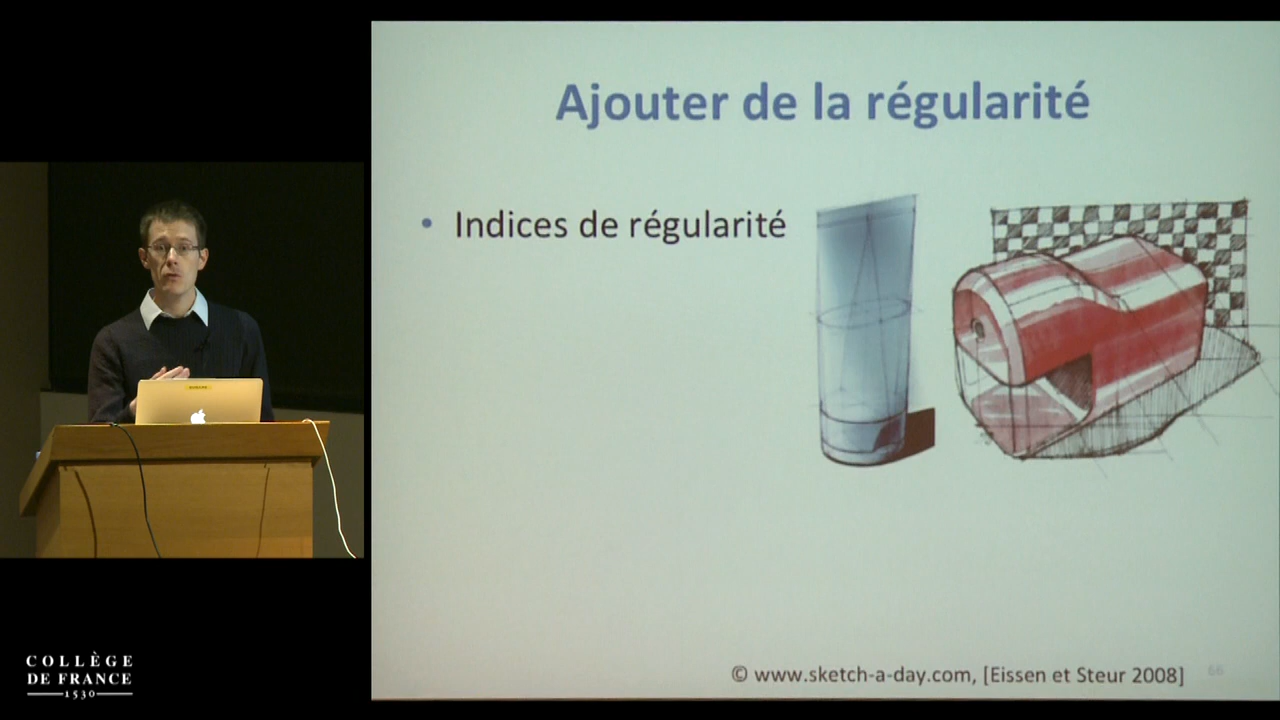 Ajouter de la régularité
• Indices de régularité
© www.sketch-a-day.com, [Eissen et Steur 2008]
66
COLLÈGE
DE FRANCE
1530